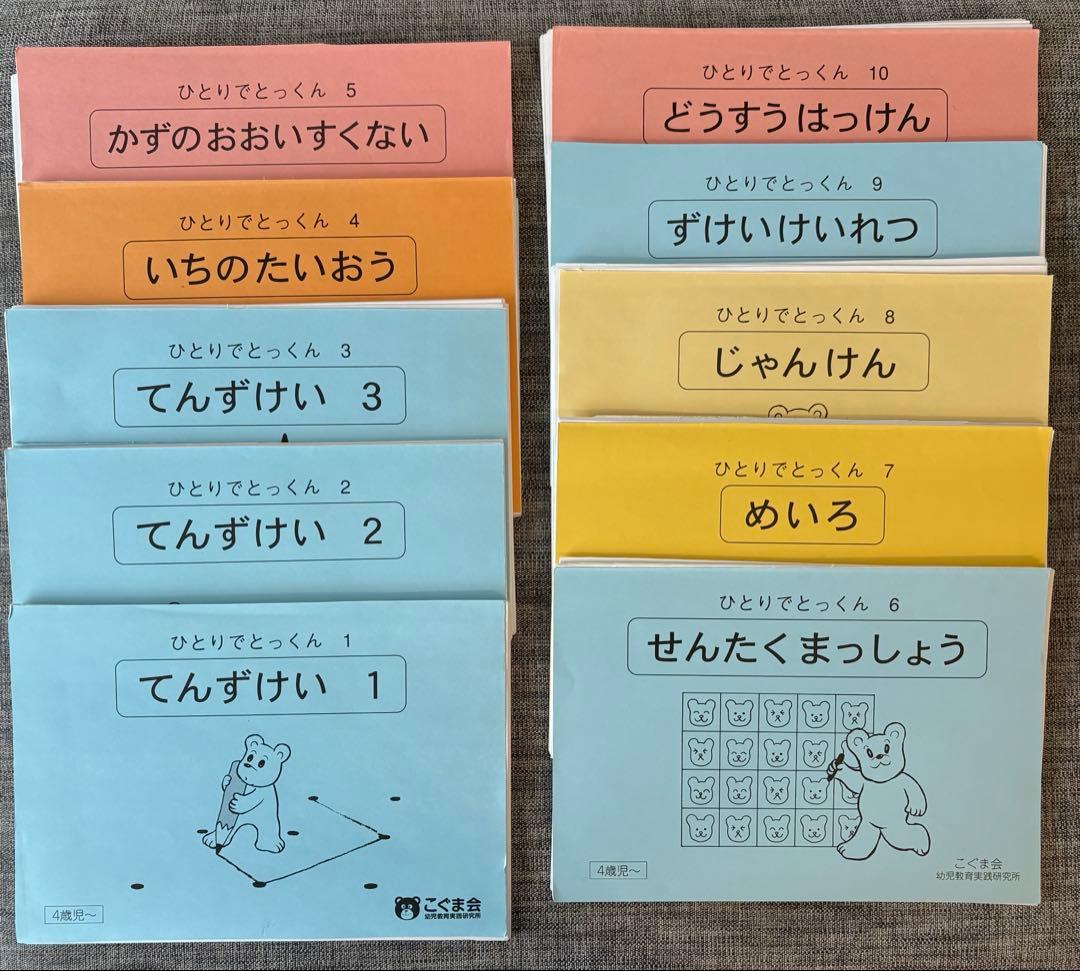 ひとりでとっくん 5
かずのおおいすくない
ひとりでとっくん 4
いちのたいおう
ひとりでとっくん 3
てんずけい 3
ひとりでとっくん 2
てんずけい 2
ひとりでとっくん 1
てんずけい 1
4歳児〜
こぐま会
幼児教育実践研究所
ひとりでとっくん 10
どうすうはっけん
ひとりでとっくん 9
ずけいけいれつ
ひとりでとっくん 8
じゃんけん
ひとりでとっくん 7
めいろ
ひとりでとっくん 6
せんたくまっしょう
4歳児〜
こぐま会
幼児教育実践研究所